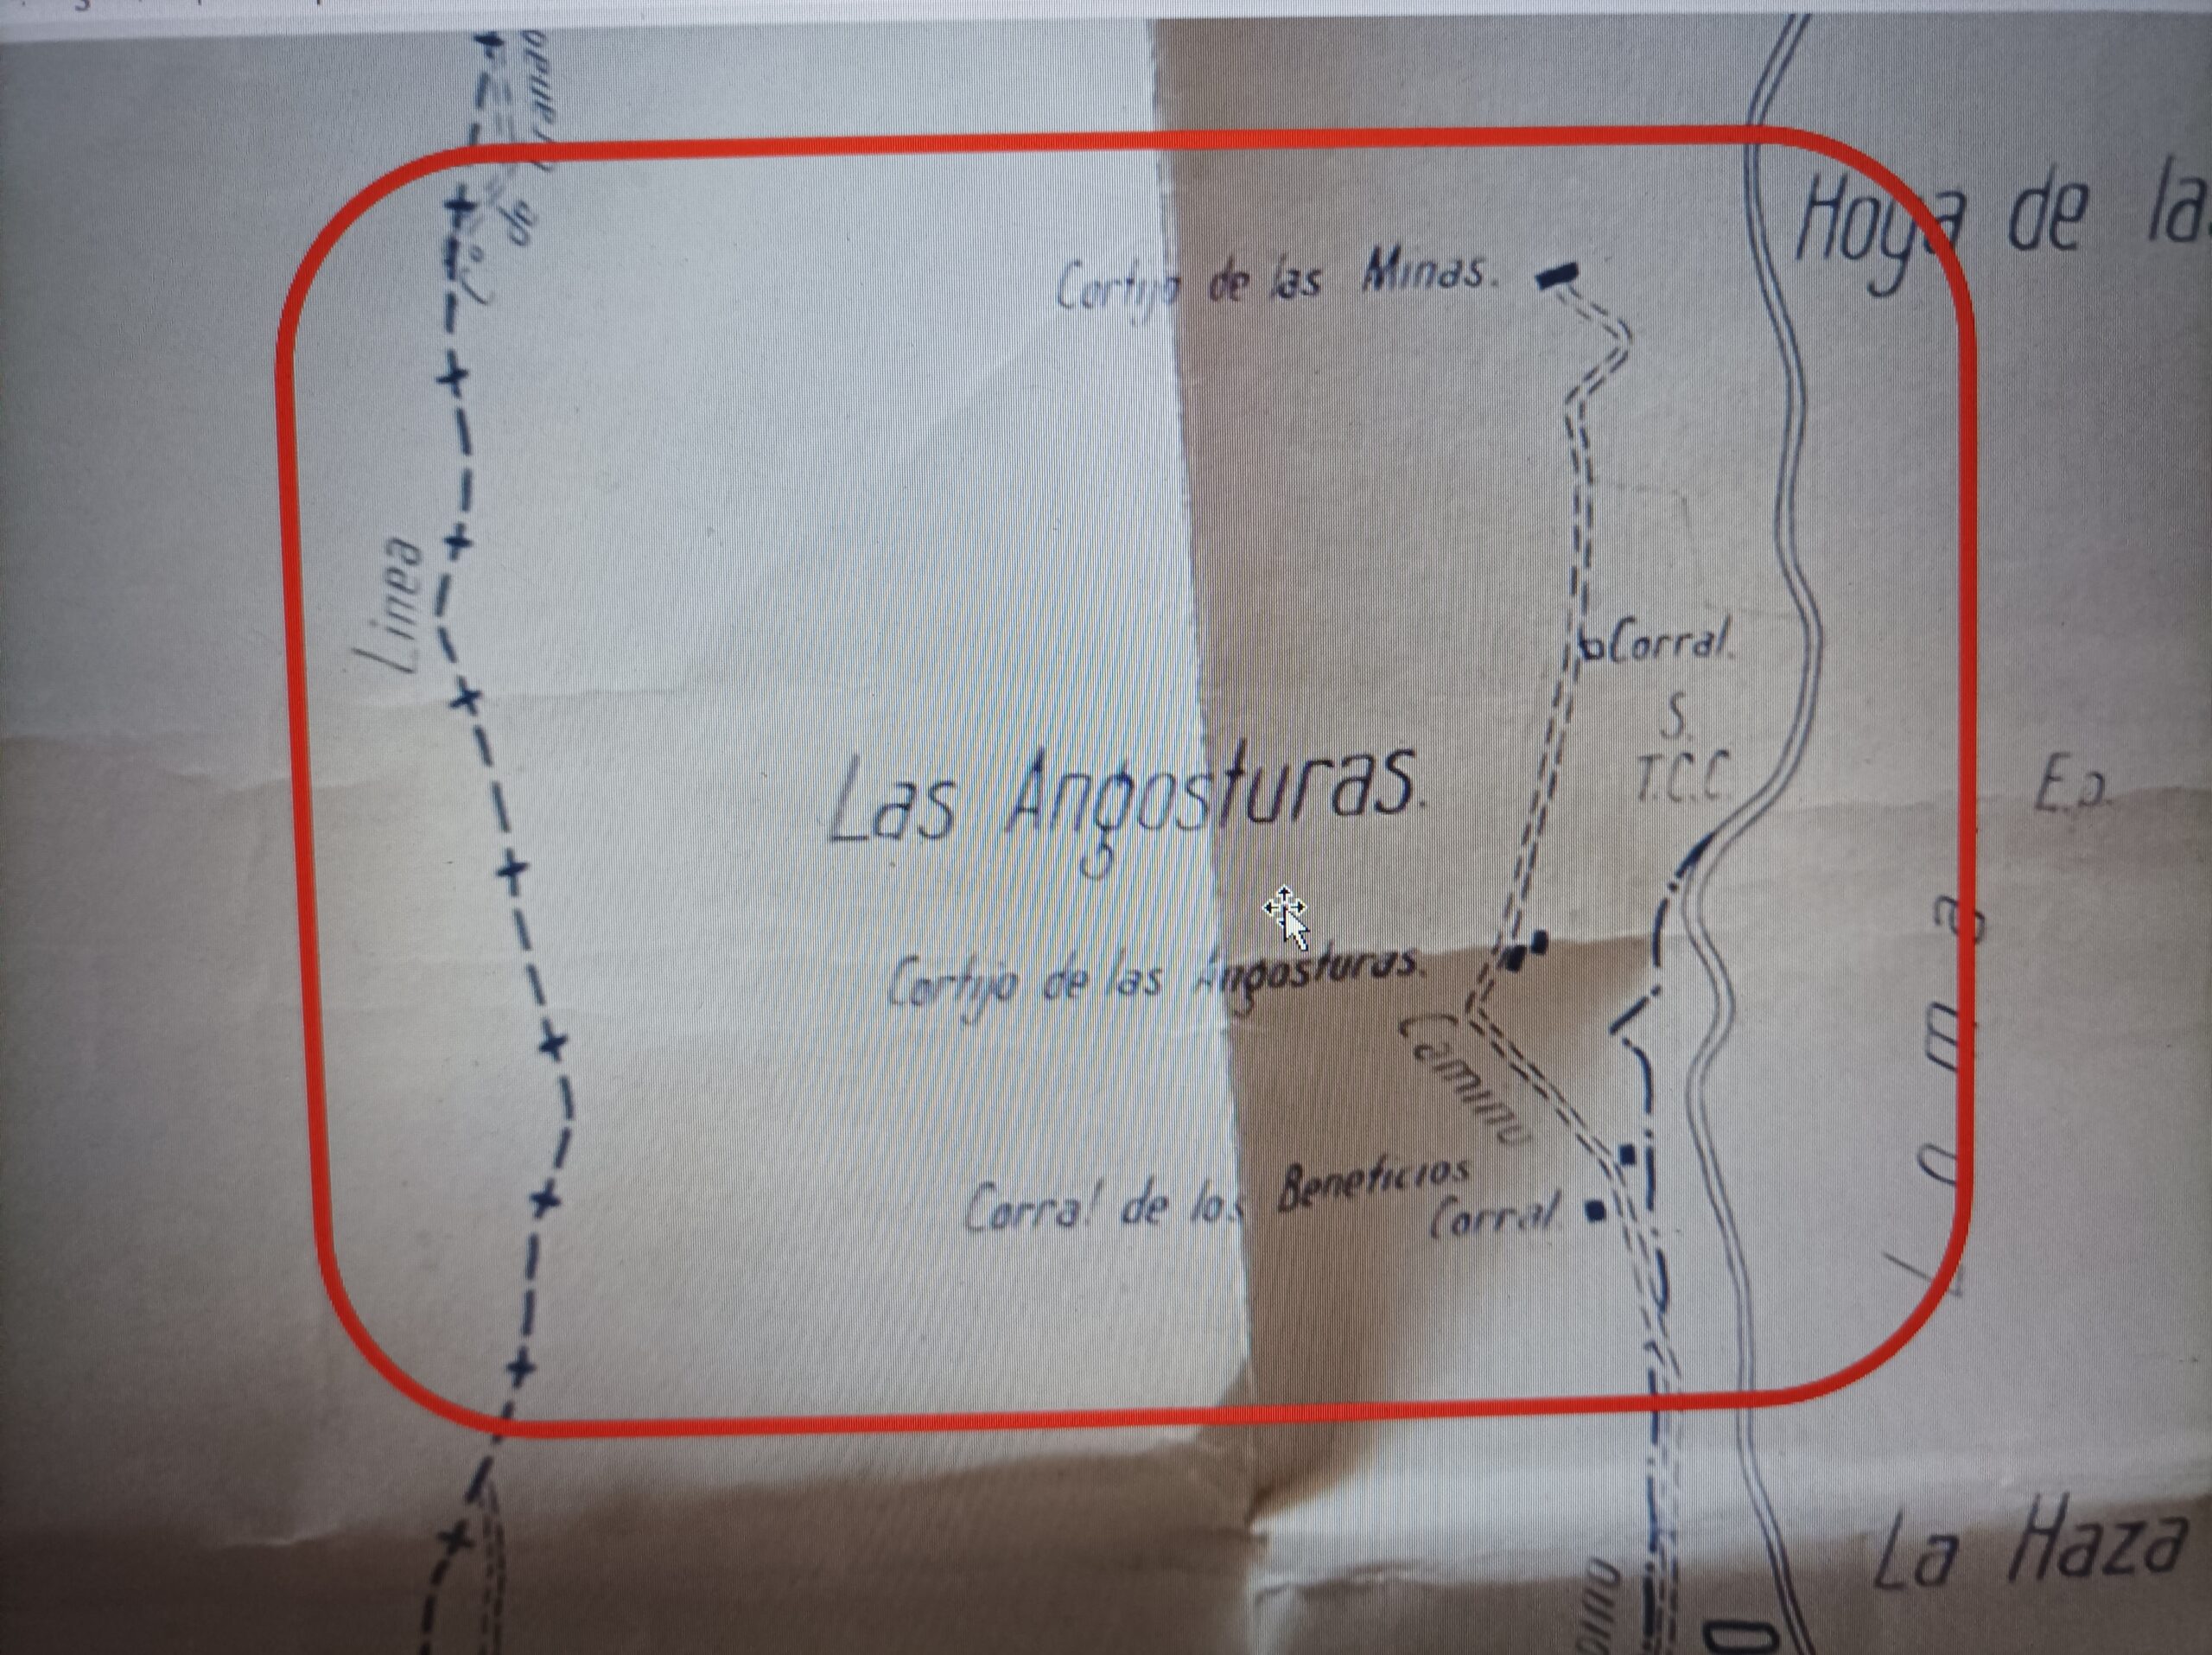 Hoya de la
Cortijo de las Minas.
Linea
Corral.
S.
T.C.C.
Las Angosturas.
E.a.
Cortijo de las Angosturas.
Camino
Loma
Corral de los Beneficios
Corral
La Haza